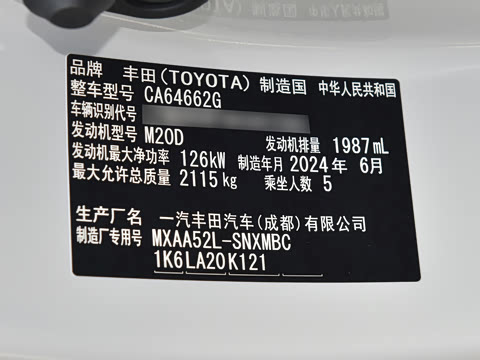 品牌 丰田(TOYOTA) 制造国 中华人民共和国
整车型号 CA64662G
车辆识别代号
发动机型号 M20D 发动机排量 1987mL
发动机最大净功率 126kW 制造年月 2024年 6月
最大允许总质量 2115kg 乘坐人数 5
生产厂名 一汽丰田汽车(成都)有限公司
制造厂专用号 MXAA52L-SNXMBC
1K6LA20K121